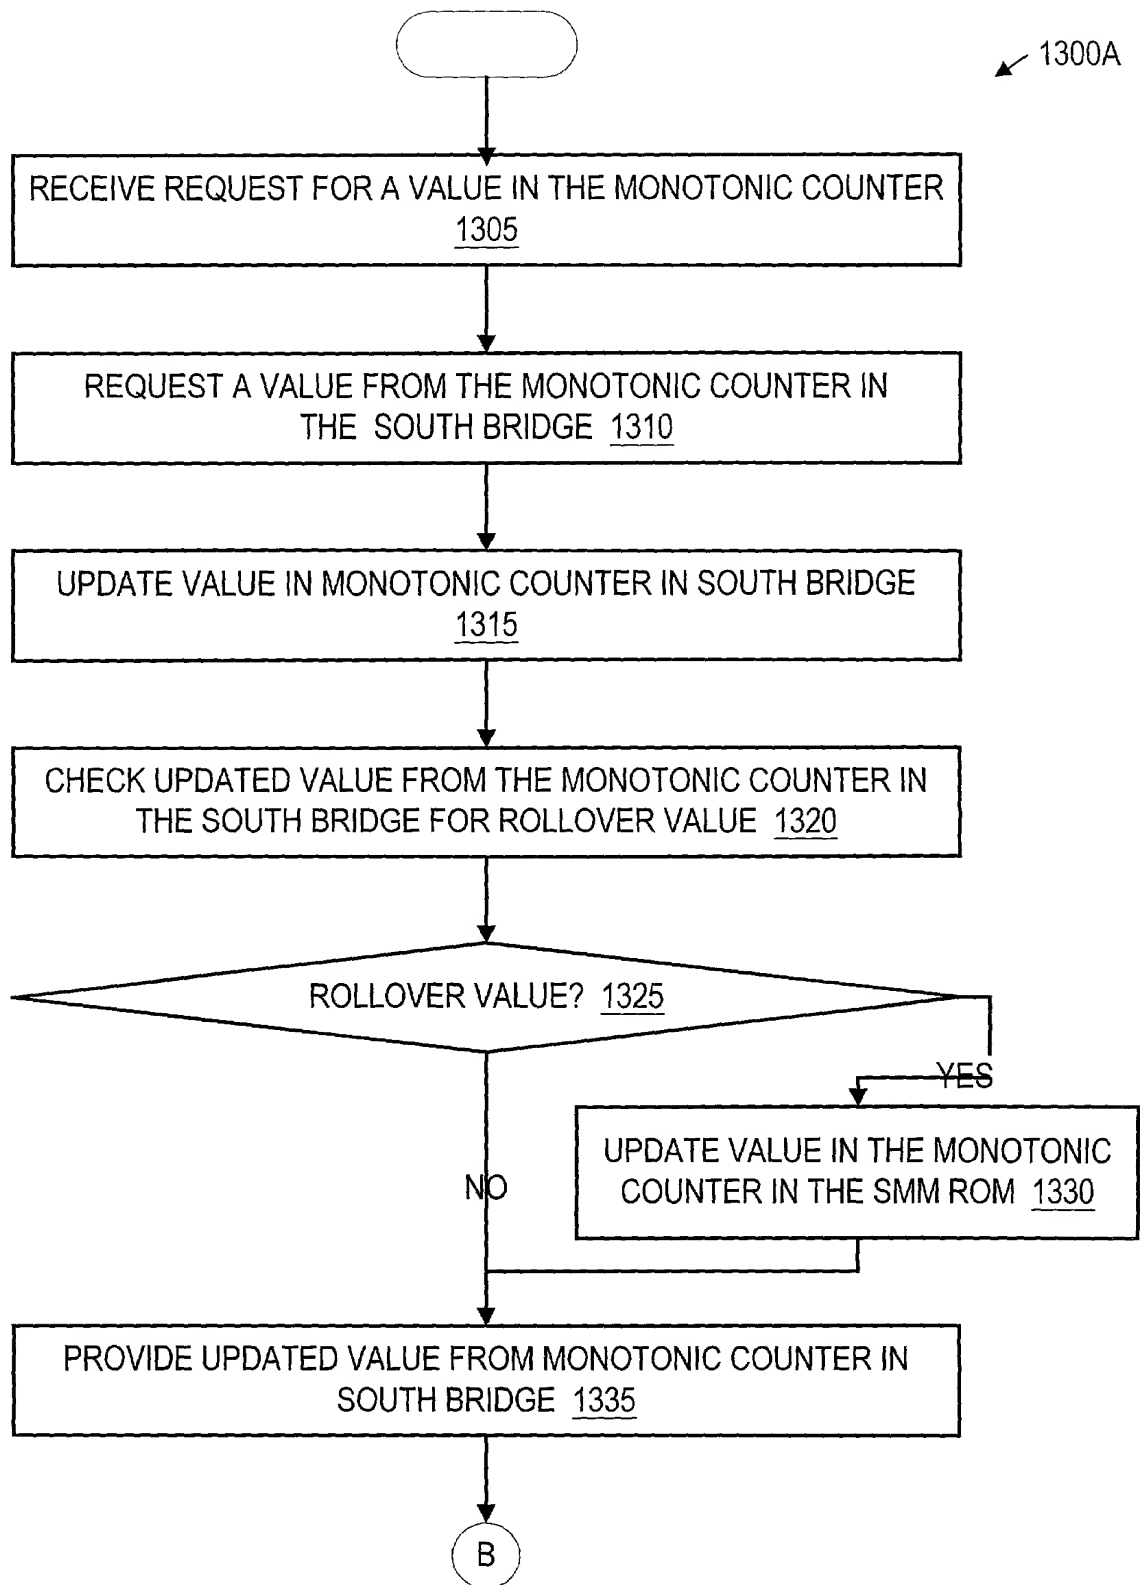 1300A
RECEIVE REQUEST FOR A VALUE IN THE MONOTONIC COUNTER
1305
REQUEST A VALUE FROM THE MONOTONIC COUNTER IN
THE SOUTH BRIDGE 1310
UPDATE VALUE IN MONOTONIC COUNTER IN SOUTH BRIDGE
1315
CHECK UPDATED VALUE FROM THE MONOTONIC COUNTER IN
THE SOUTH BRIDGE FOR ROLLOVER VALUE 1320
ROLLOVER VALUE? 1325
YES
UPDATE VALUE IN THE MONOTONIC
COUNTER IN THE SMM ROM 1330
NO
PROVIDE UPDATED VALUE FROM MONOTONIC COUNTER IN
SOUTH BRIDGE 1335
B